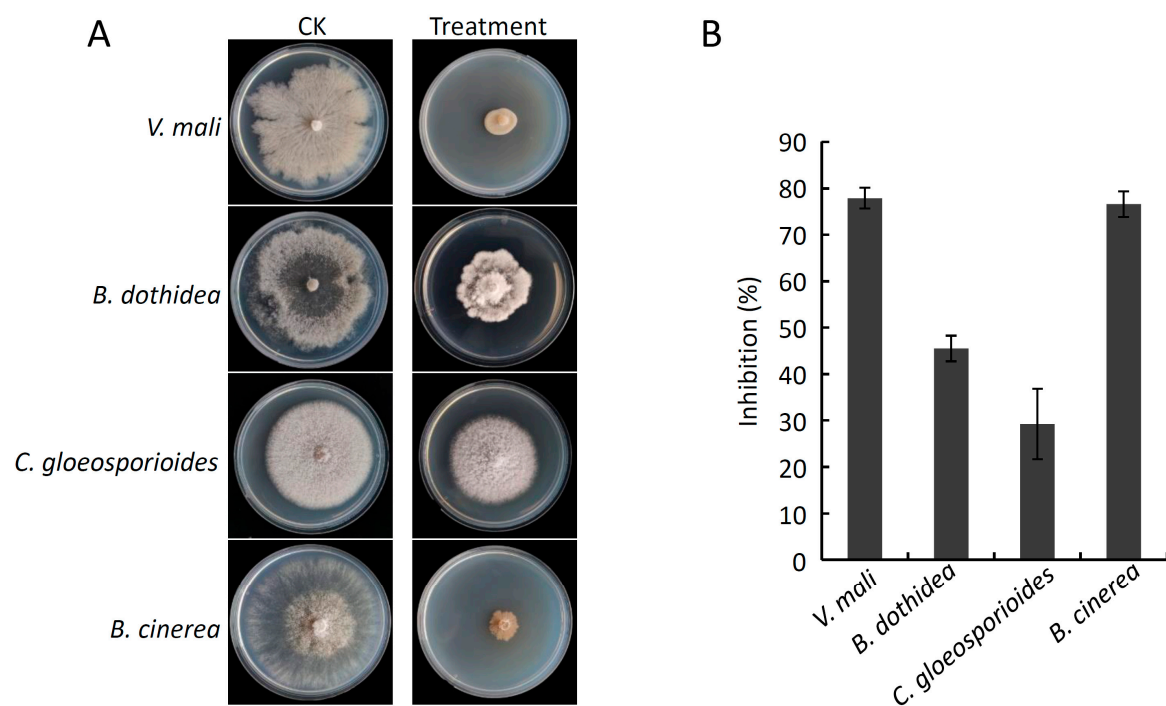 A
CK
Treatment
V. mali
B. dothidea
C. gloeosporioides
B. cinerea
B
Inhibition (%)
90
80
70
60
50
40
30
20
10
0
V. mali
B. dothidea
C. gloeosporioides
B. cinerea